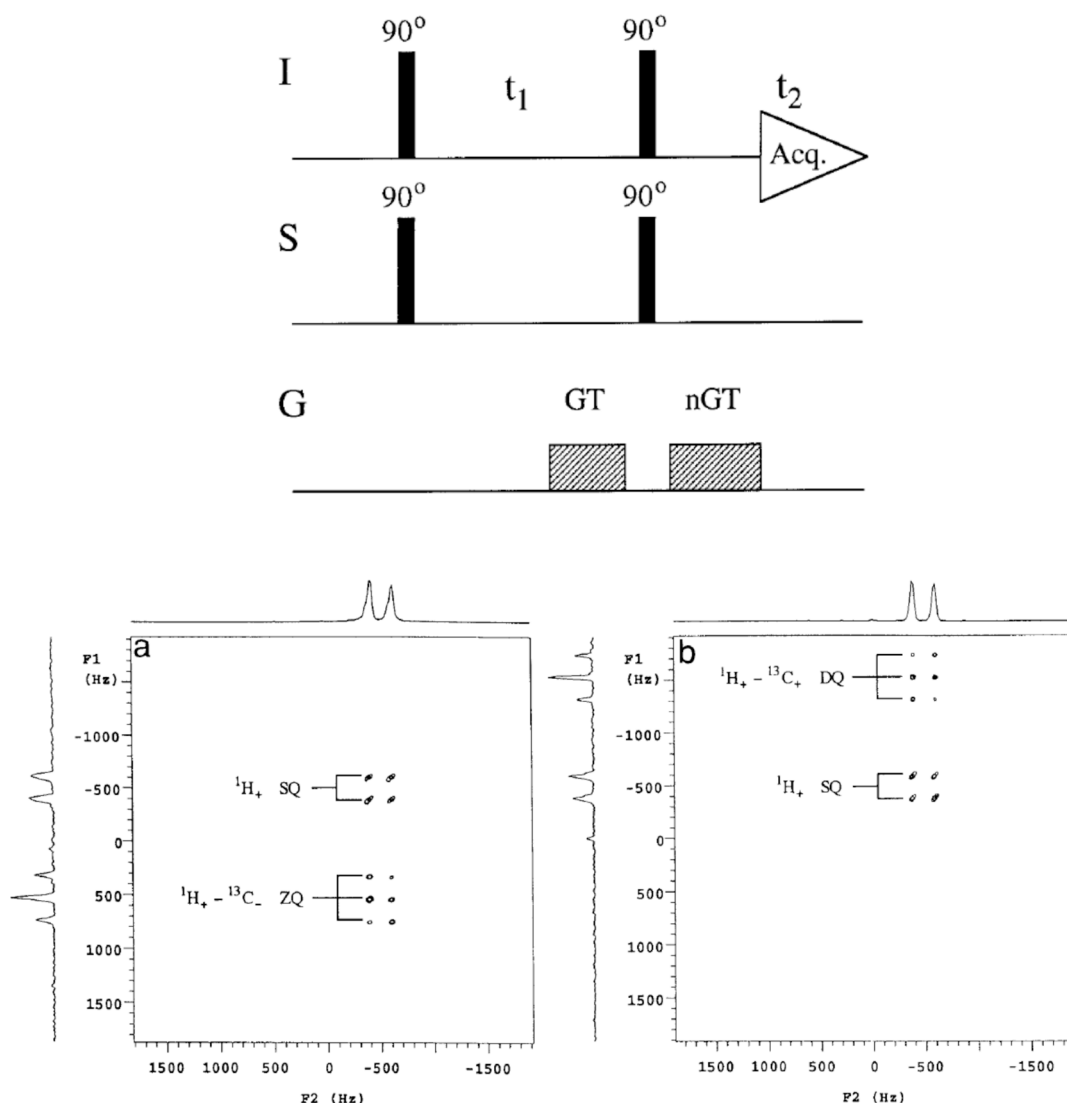 90° 90°
I t₁ t₂
Acq.
90° 90°
S
G GT nGT
a
F1
(Hz)
-1000
¹H₊ SQ -500
0
¹H₊ – ¹³C₋ ZQ 500
1000
1500
1500 1000 500 0 -500 -1500
F2 (Hz)
b
F1
(Hz)
¹H₊ – ¹³C₊ DQ
-1000
¹H₊ SQ -500
0
500
1000
1500
1500 1000 500 0 -500 -1500
F2 (Hz)